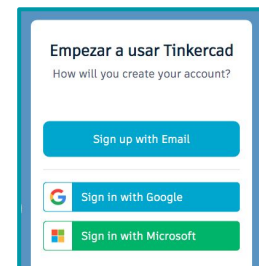 Empezar a usar Tinkercad
How will you create your account?
Sign up with Email
Sign in with Google
Sign in with Microsoft